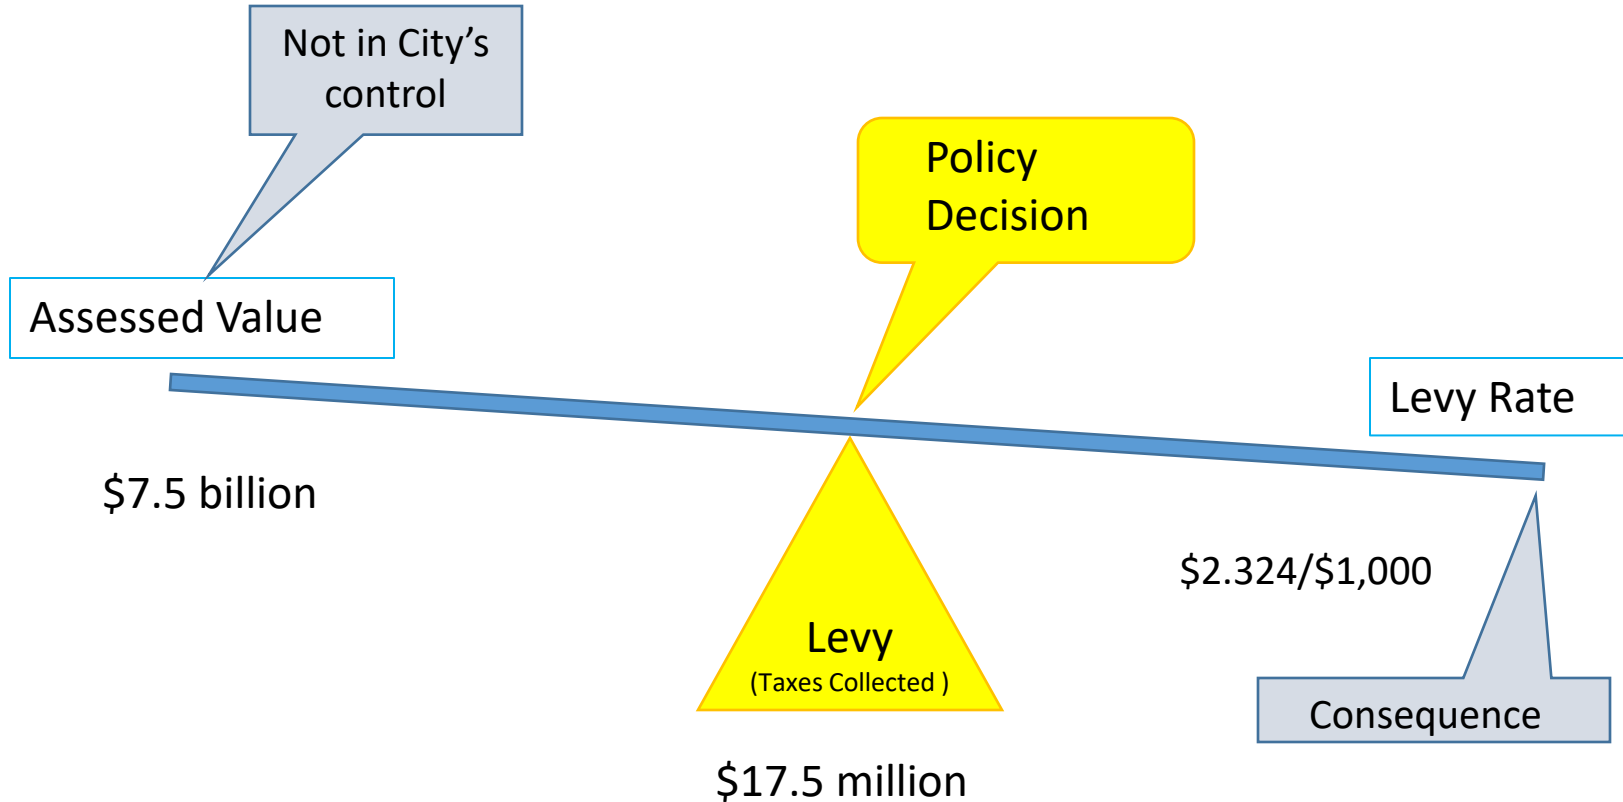 Not in City’s
control
Policy
Decision
Assessed Value
Levy Rate
$7.5 billion
$2.324/$1,000
Levy
(Taxes Collected )
Consequence
$17.5 million